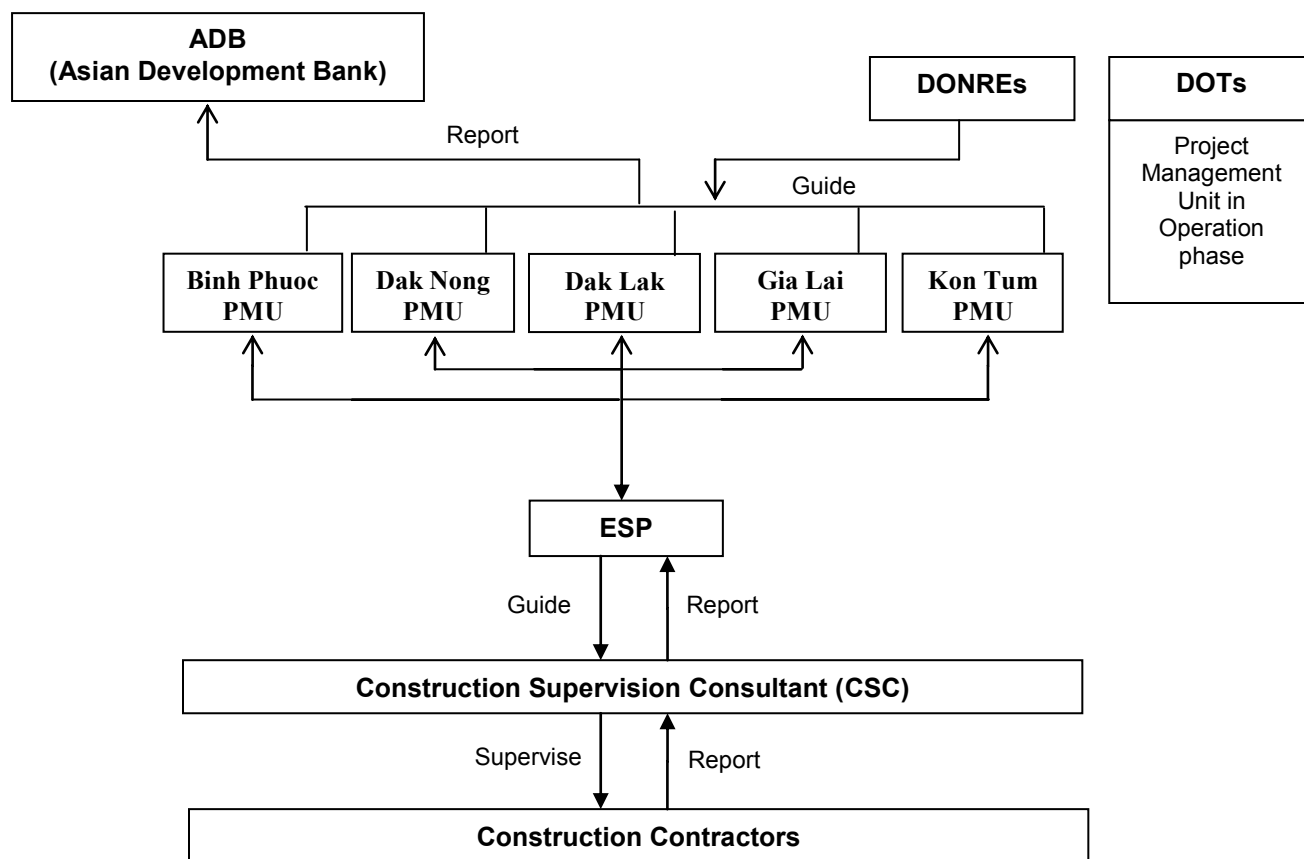 ADB
(Asian Development Bank)
DONREs
DOTs
Project
Management
Unit in
Operation
phase
Report
Guide
Binh Phuoc
PMU
Dak Nong
PMU
Dak Lak
PMU
Gia Lai
PMU
Kon Tum
PMU
ESP
Guide
Report
Construction Supervision Consultant (CSC)
Supervise
Report
Construction Contractors